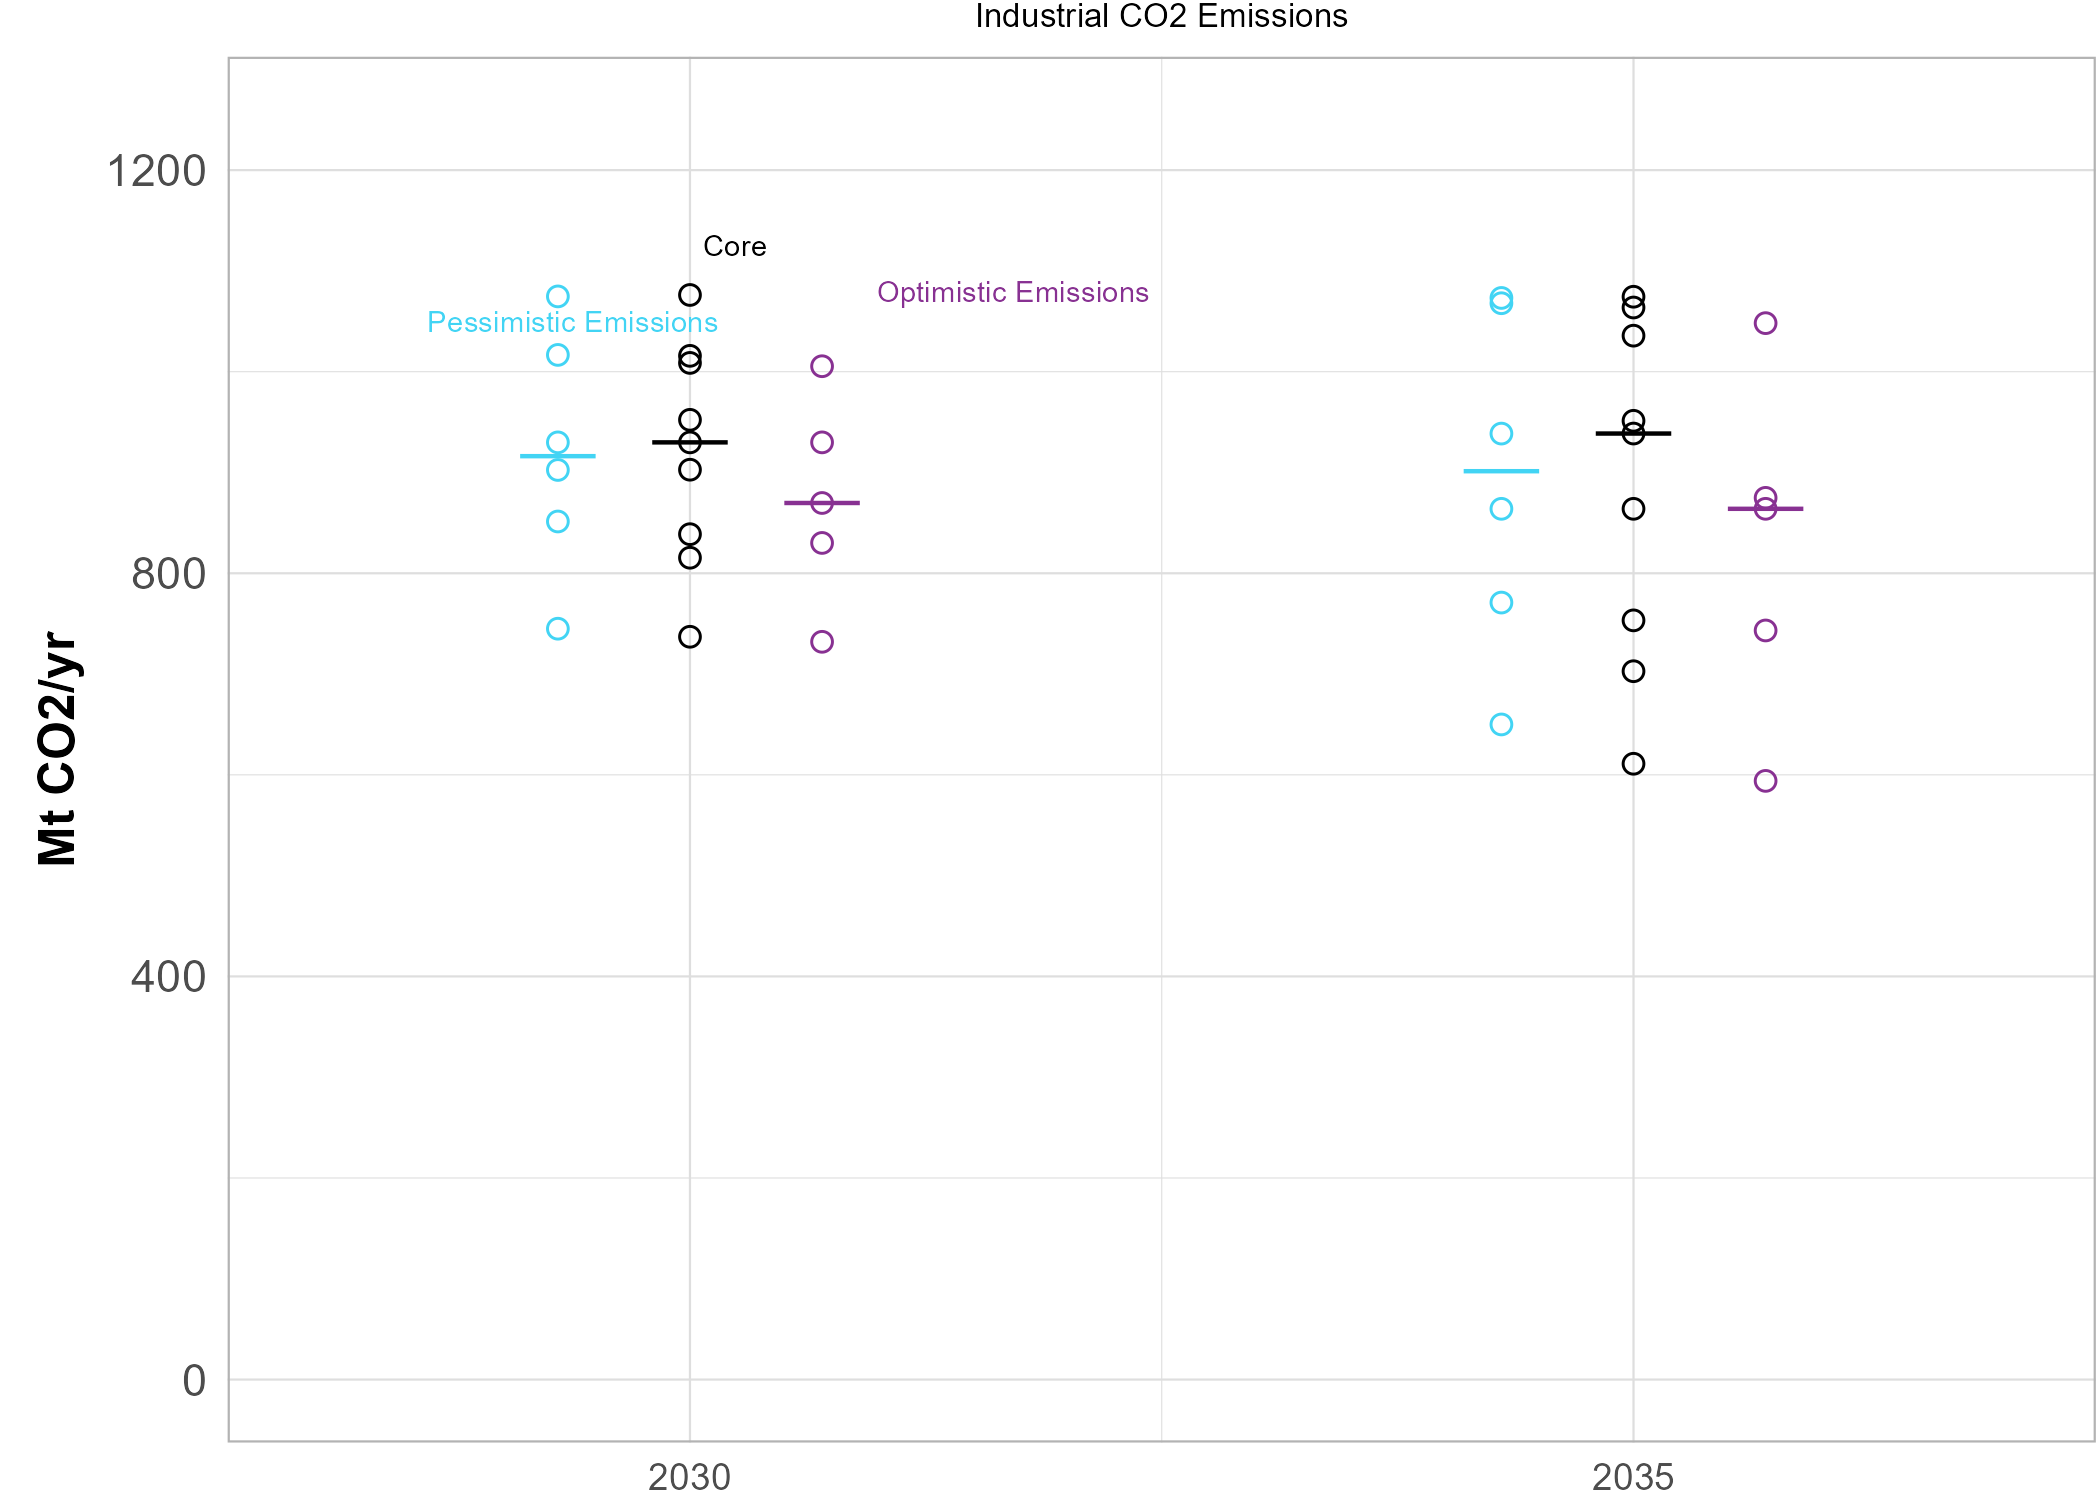 Industrial CO2 Emissions
1200
Core
Optimistic Emissions
Pessimistic Emissions
800
Mt CO2/yr
400
0
2030
2035